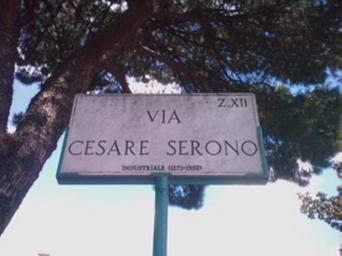 Z.XII
VIA
CESARE SERONO
INDUSTRIALE (1871-1952)